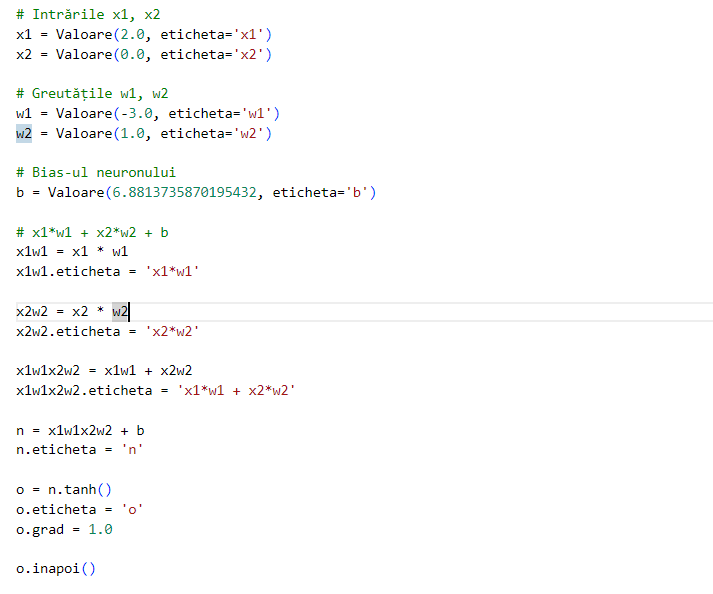 # Intrările x1, x2
x1 = Valoare(2.0, eticheta='x1')
x2 = Valoare(0.0, eticheta='x2')
# Greutățile w1, w2
w1 = Valoare(-3.0, eticheta='w1')
w2 = Valoare(1.0, eticheta='w2')
# Bias-ul neuronului
b = Valoare(6.8813735870195432, eticheta='b')
# x1*w1 + x2*w2 + b
x1w1 = x1 * w1
x1w1.eticheta = 'x1*w1'
x2w2 = x2 * w2
x2w2.eticheta = 'x2*w2'
x1w1x2w2 = x1w1 + x2w2
x1w1x2w2.eticheta = 'x1*w1 + x2*w2'
n = x1w1x2w2 + b
n.eticheta = 'n'
o = n.tanh()
o.eticheta = 'o'
o.grad = 1.0
o.inapoi()